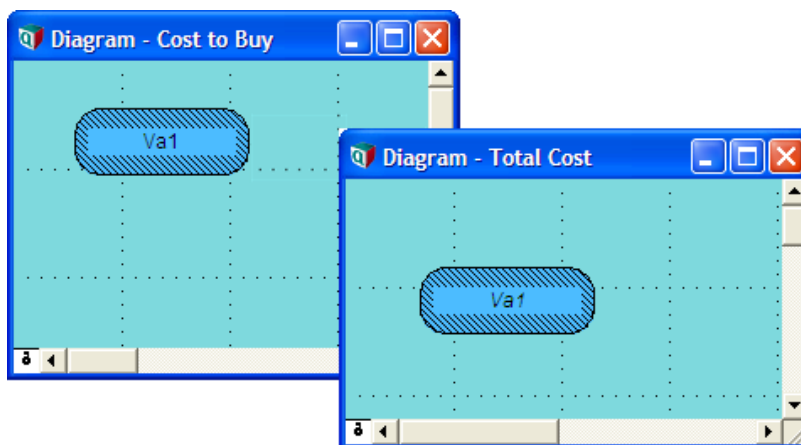 Diagram - Cost to Buy
Va1
Diagram - Total Cost
Va1